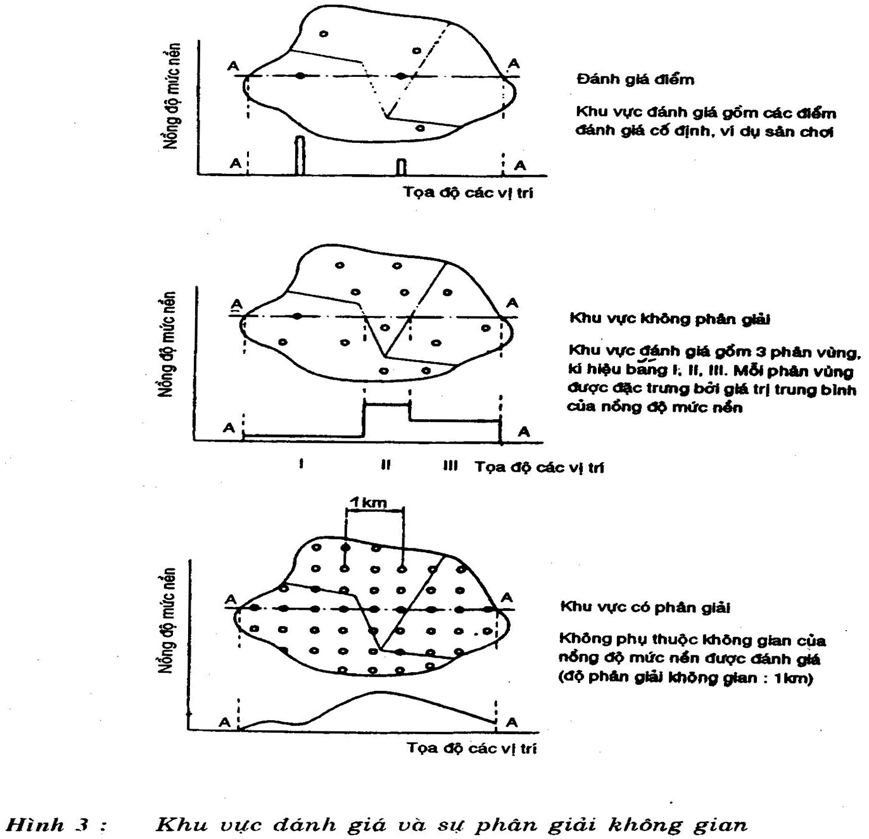 Nồng độ mức nền
A
A
Đánh giá điểm
Khu vực đánh giá gồm các điểm
đánh giá cố định, ví dụ sân chơi
A
A
Tọa độ các vị trí
Nồng độ mức nền
A
A
Khu vực không phân giải
Khu vực đánh giá gồm 3 phân vùng,
kí hiệu bằng I, II, III. Mỗi phân vùng
được đặc trưng bởi giá trị trung bình
của nồng độ mức nền
A
A
I
II
III
Tọa độ các vị trí
1km
Nồng độ mức nền
A
A
Khu vực có phân giải
Không phụ thuộc không gian của
nồng độ mức nền được đánh giá
(độ phân giải không gian : 1km)
A
A
Tọa độ các vị trí
Hình 3 : Khu vực đánh giá và sự phân giải không gian